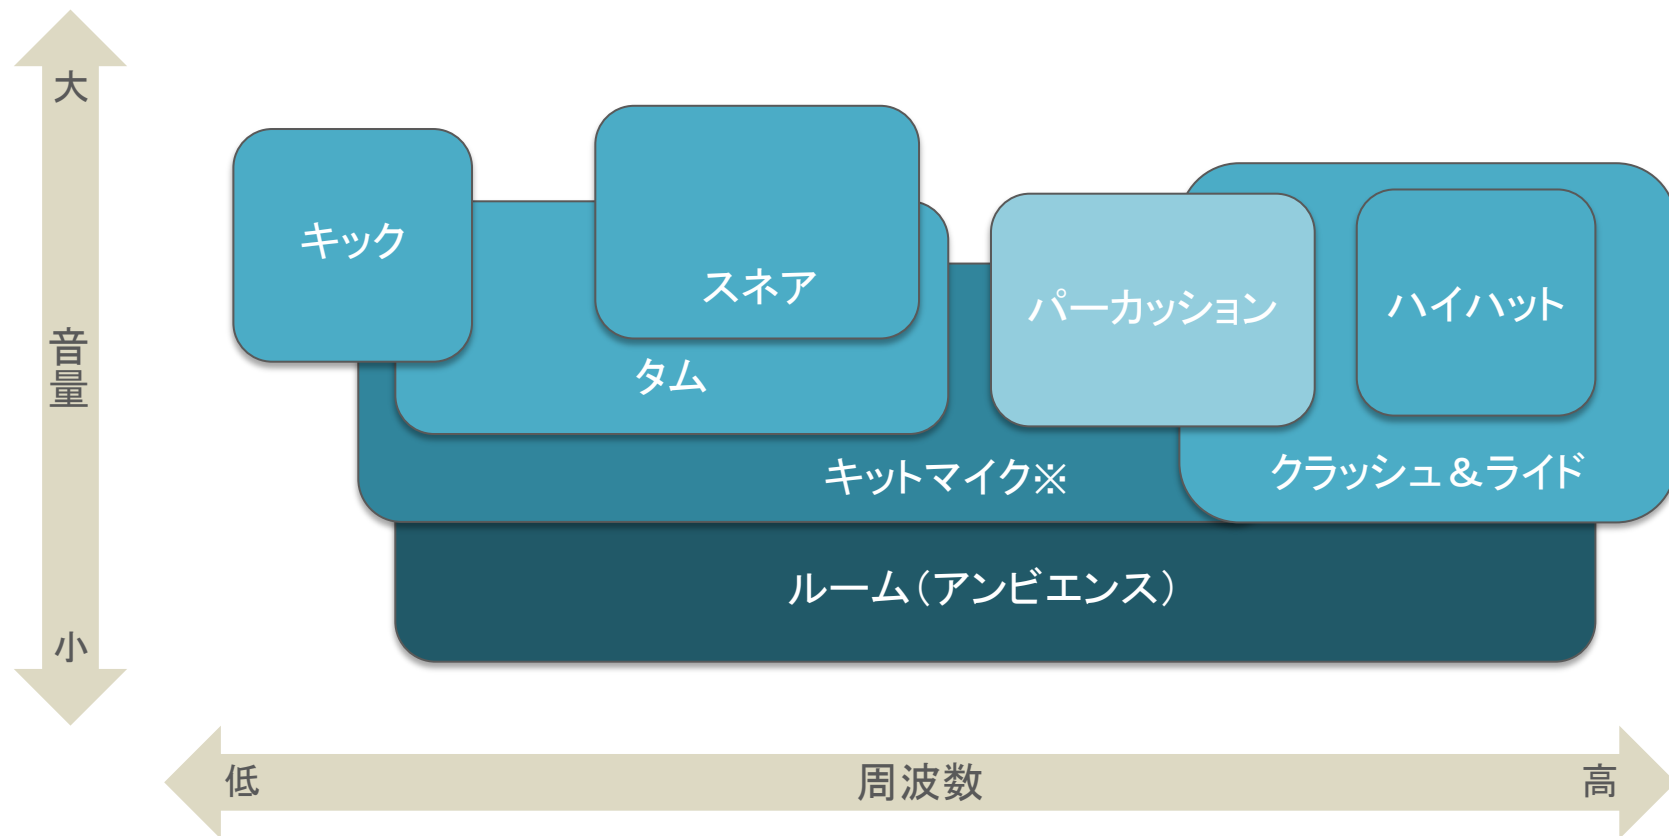 大
キック
スネア
パーカッション
ハイハット
音量
タム
キットマイク※
クラッシュ＆ライド
ルーム（アンビエンス）
小
低
周波数
高